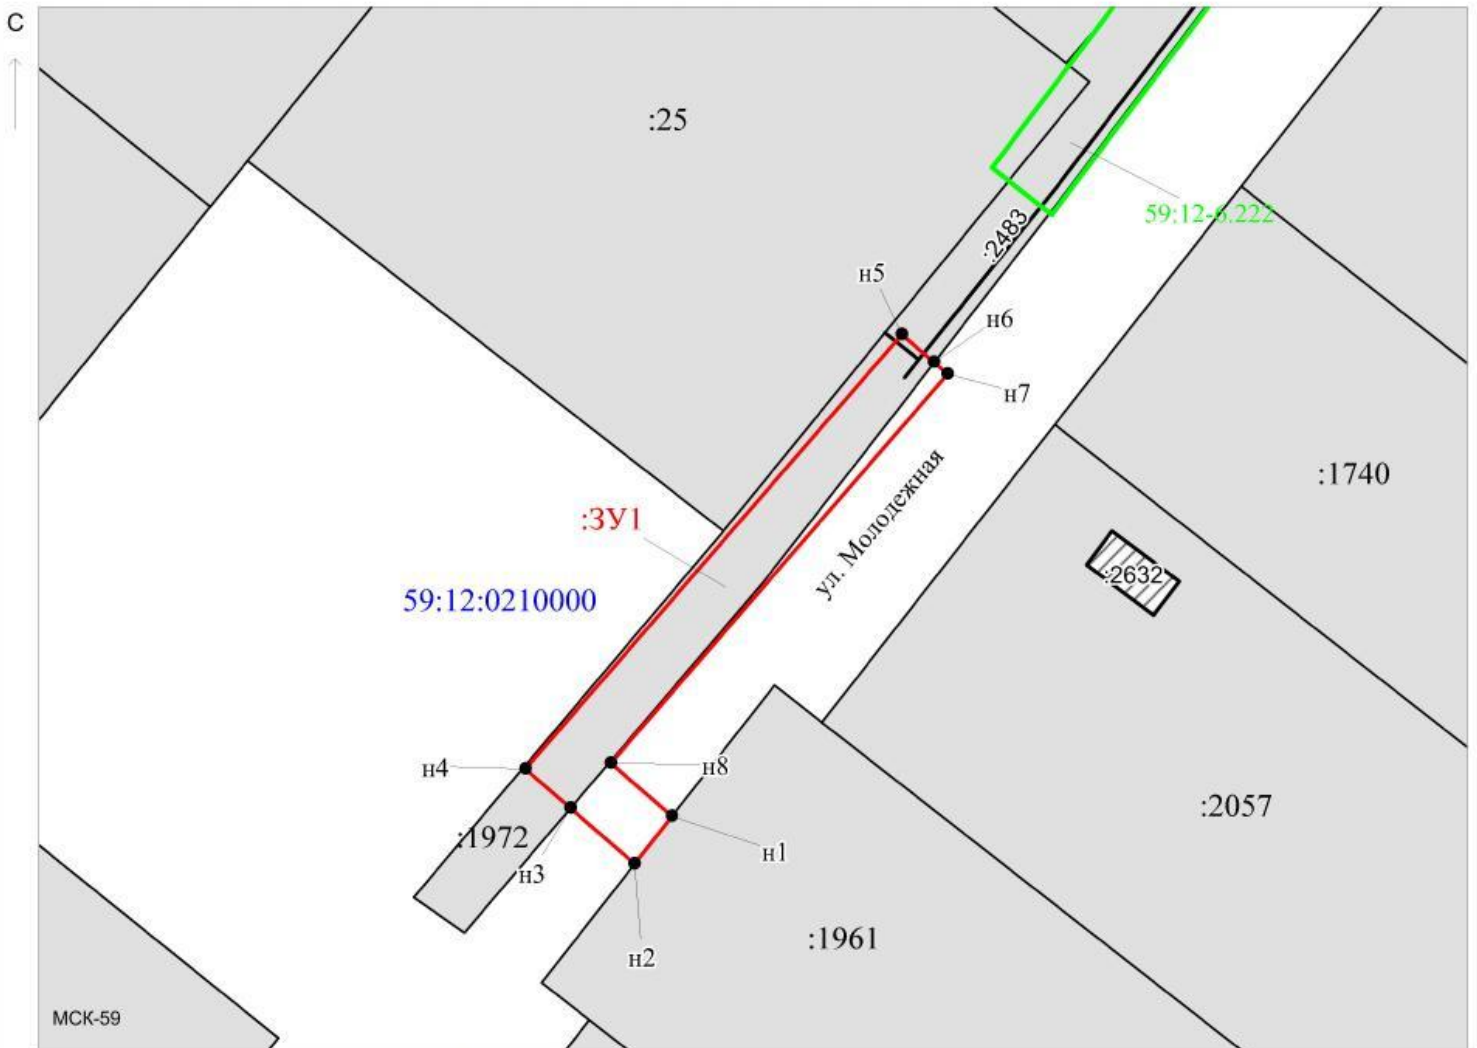 С
:25
59:12-6.222
:2483
н5
н6
н7
:1740
ул. Молодежная
:ЗУ1
:2632
59:12:0210000
н4
н8
:2057
:1972
н1
н3
:1961
н2
МСК-59